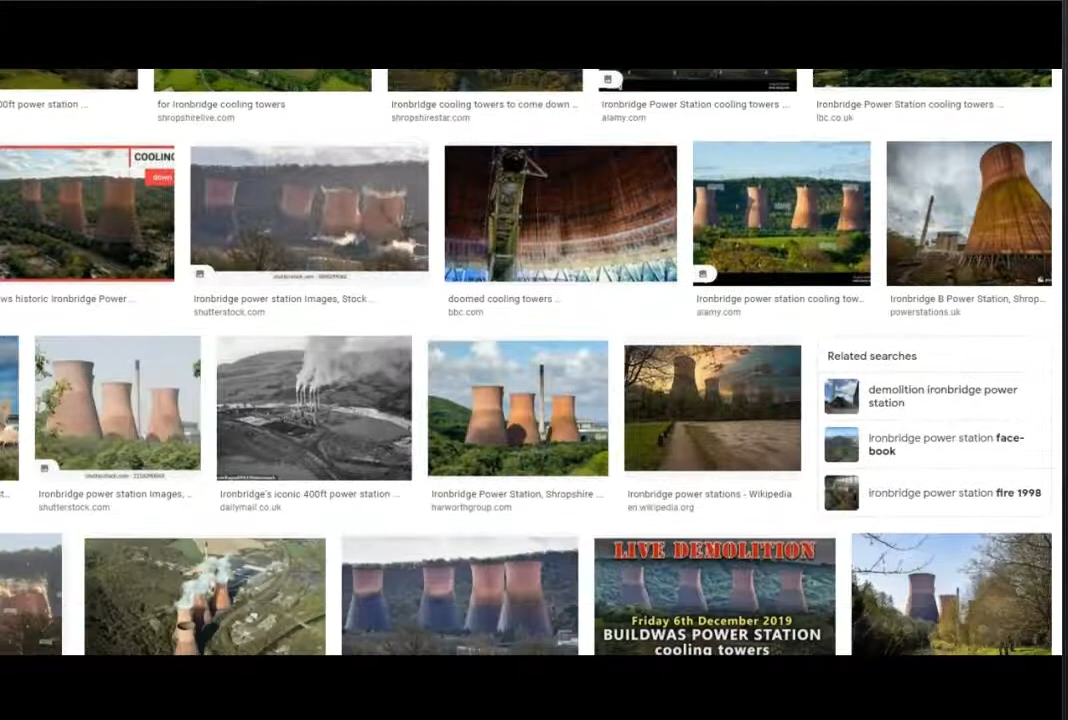 00ft power station ...
for Ironbridge cooling towers
Ironbridge cooling towers to come down ...
Ironbridge Power Station cooling towers ...
Ironbridge Power Station cooling towers ...
shropshirelive.com
shropshirestar.com
alamy.com
lbc.co.uk
COOLING
down
shutterstock.com
ws historic Ironbridge Power ...
Ironbridge power station Images, Stock ...
doomed cooling towers ...
Ironbridge power station cooling tow...
Ironbridge B Power Station, Shrop...
shutterstock.com
bbc.com
alamy.com
powerstations.uk
Related searches
demolition ironbridge power
station
ironbridge power station face-
book
ironbridge power station fire 1998
shutterstock.com
t...
Ironbridge power station Images, ...
Ironbridge's iconic 400ft power station ...
Ironbridge Power Station, Shropshire ...
Ironbridge power stations - Wikipedia
shutterstock.com
dailymail.co.uk
harworthgroup.com
en.wikipedia.org
LIVE DEMOLITION
Friday 6th December 2019
BUILDWAS POWER STATION
cooling towers